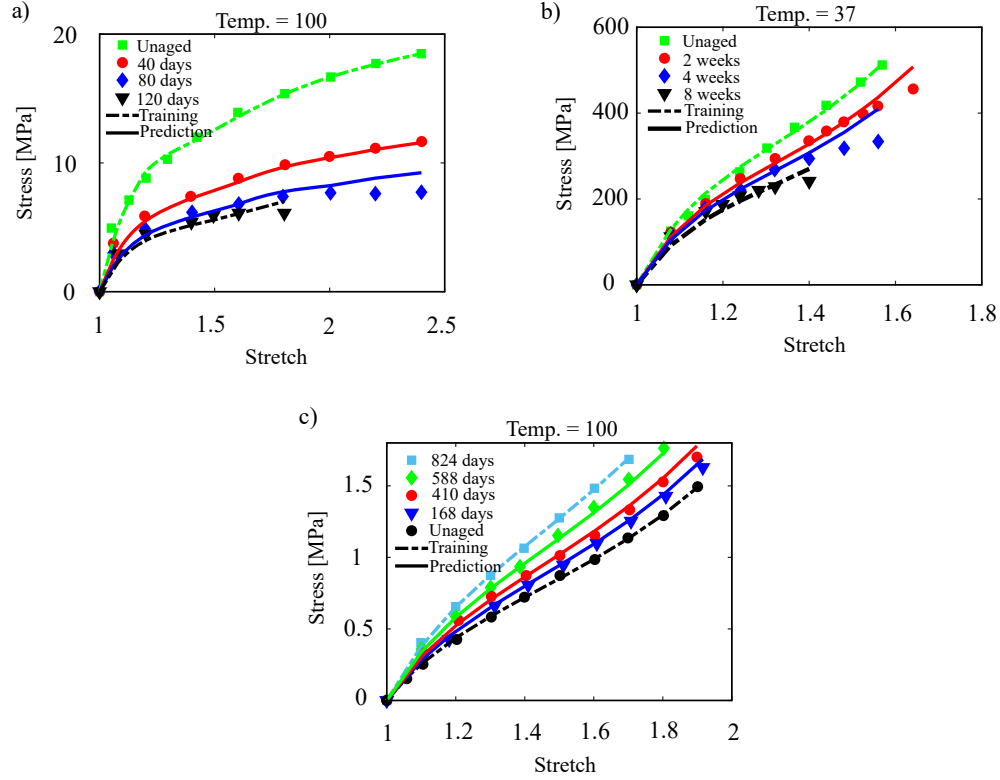 a)
Temp. = 100
20
10
0
Stress [MPa]
Unaged
40 days
80 days
120 days
Training
Prediction
1
1.5
2
2.5
Stretch
b)
Temp. = 37
600
400
200
0
Stress [MPa]
Unaged
2 weeks
4 weeks
8 weeks
Training
Prediction
1
1.2
1.4
1.6
1.8
Stretch
c)
Temp. = 100
1.5
1
0.5
0
Stress [MPa]
824 days
588 days
410 days
168 days
Unaged
Training
Prediction
1
1.2
1.4
1.6
1.8
2
Stretch